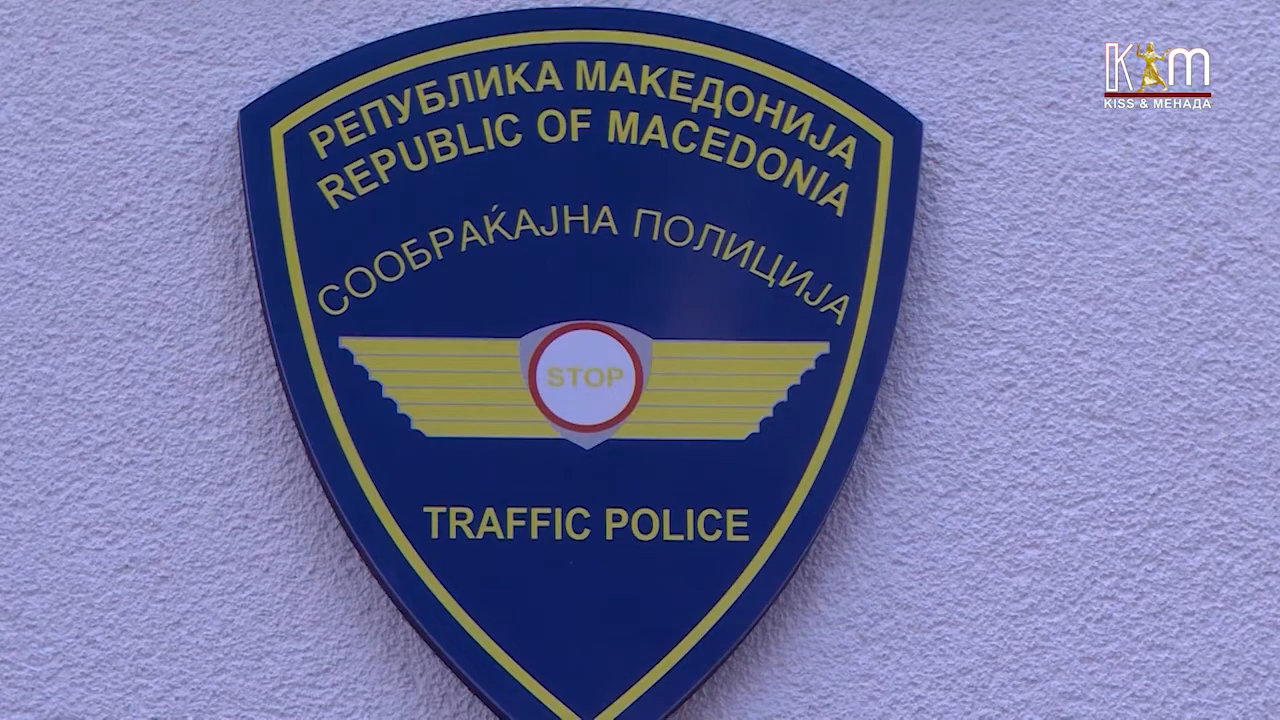 РЕПУБЛИКА МАКЕДОНИЈА
REPUBLIC OF MACEDONIA
СООБРАЌАЈНА ПОЛИЦИЈА
STOP
TRAFFIC POLICE
K m
KISS & МЕНАДА